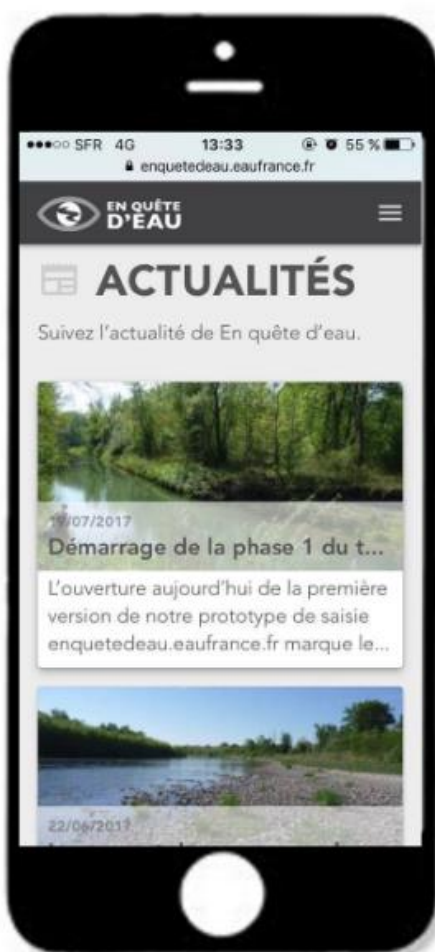 SFR 4G 13:33 55 %
enquetedeau.eaufrance.fr
EN QUÊTE
D'EAU
ACTUALITÉS
Suivez l'actualité de En quête d'eau.
19/07/2017
Démarrage de la phase 1 du t...
L'ouverture aujourd'hui de la première
version de notre prototype de saisie
enquetedeau.eaufrance.fr marque le...
22/06/2017